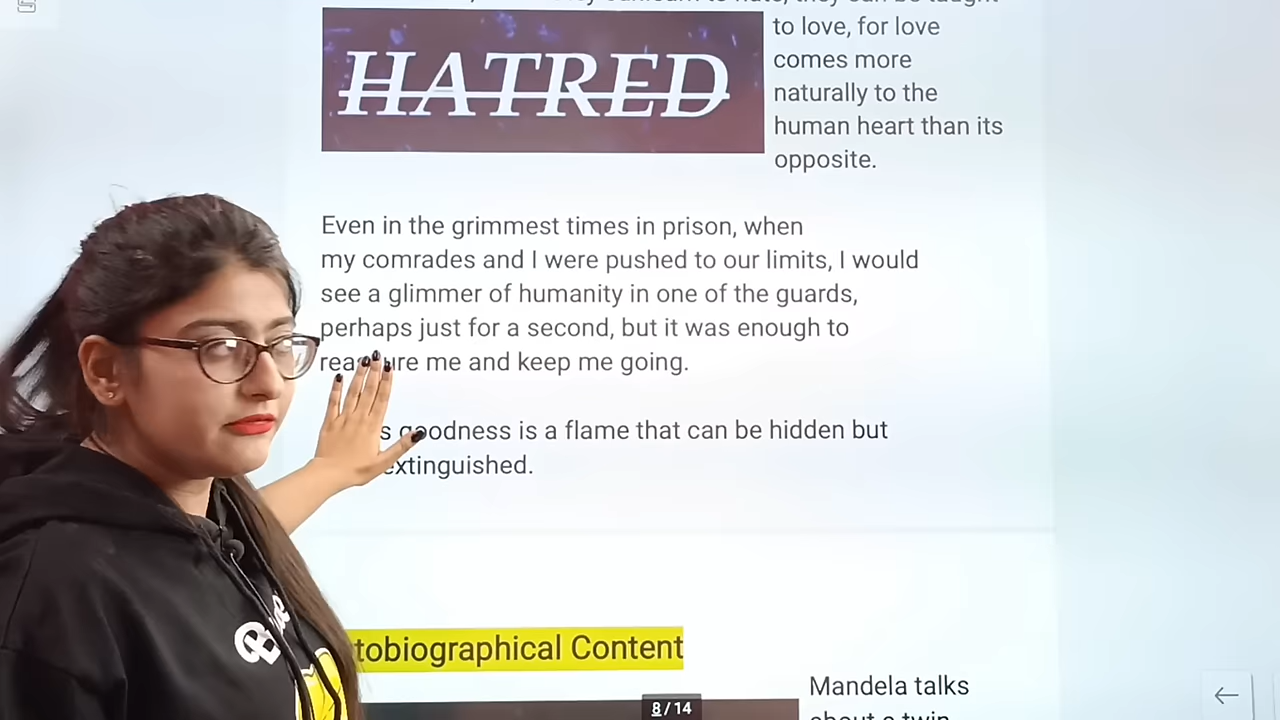 to love, for love
HATRED
comes more
naturally to the
human heart than its
opposite.
Even in the grimmest times in prison, when
my comrades and I were pushed to our limits, I would
see a glimmer of humanity in one of the guards,
perhaps just for a second, but it was enough to
me and keep me going.
goodness is a flame that can be hidden but
extinguished.
Content
Mandela talks
about a twin
8/14